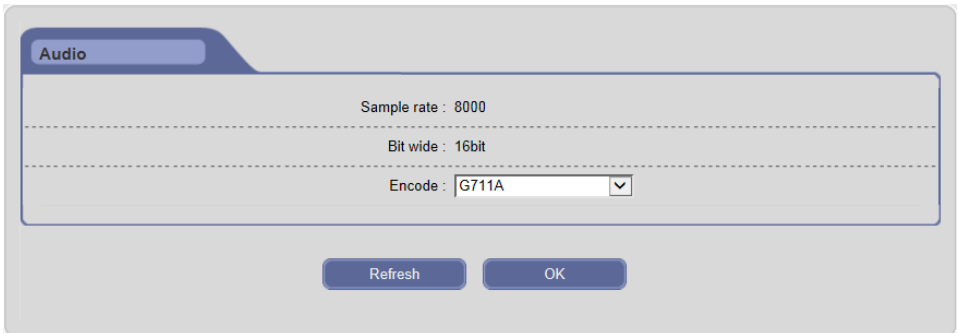 Audio
Sample rate : 8000
Bit wide : 16bit
Encode : G711A
Refresh OK